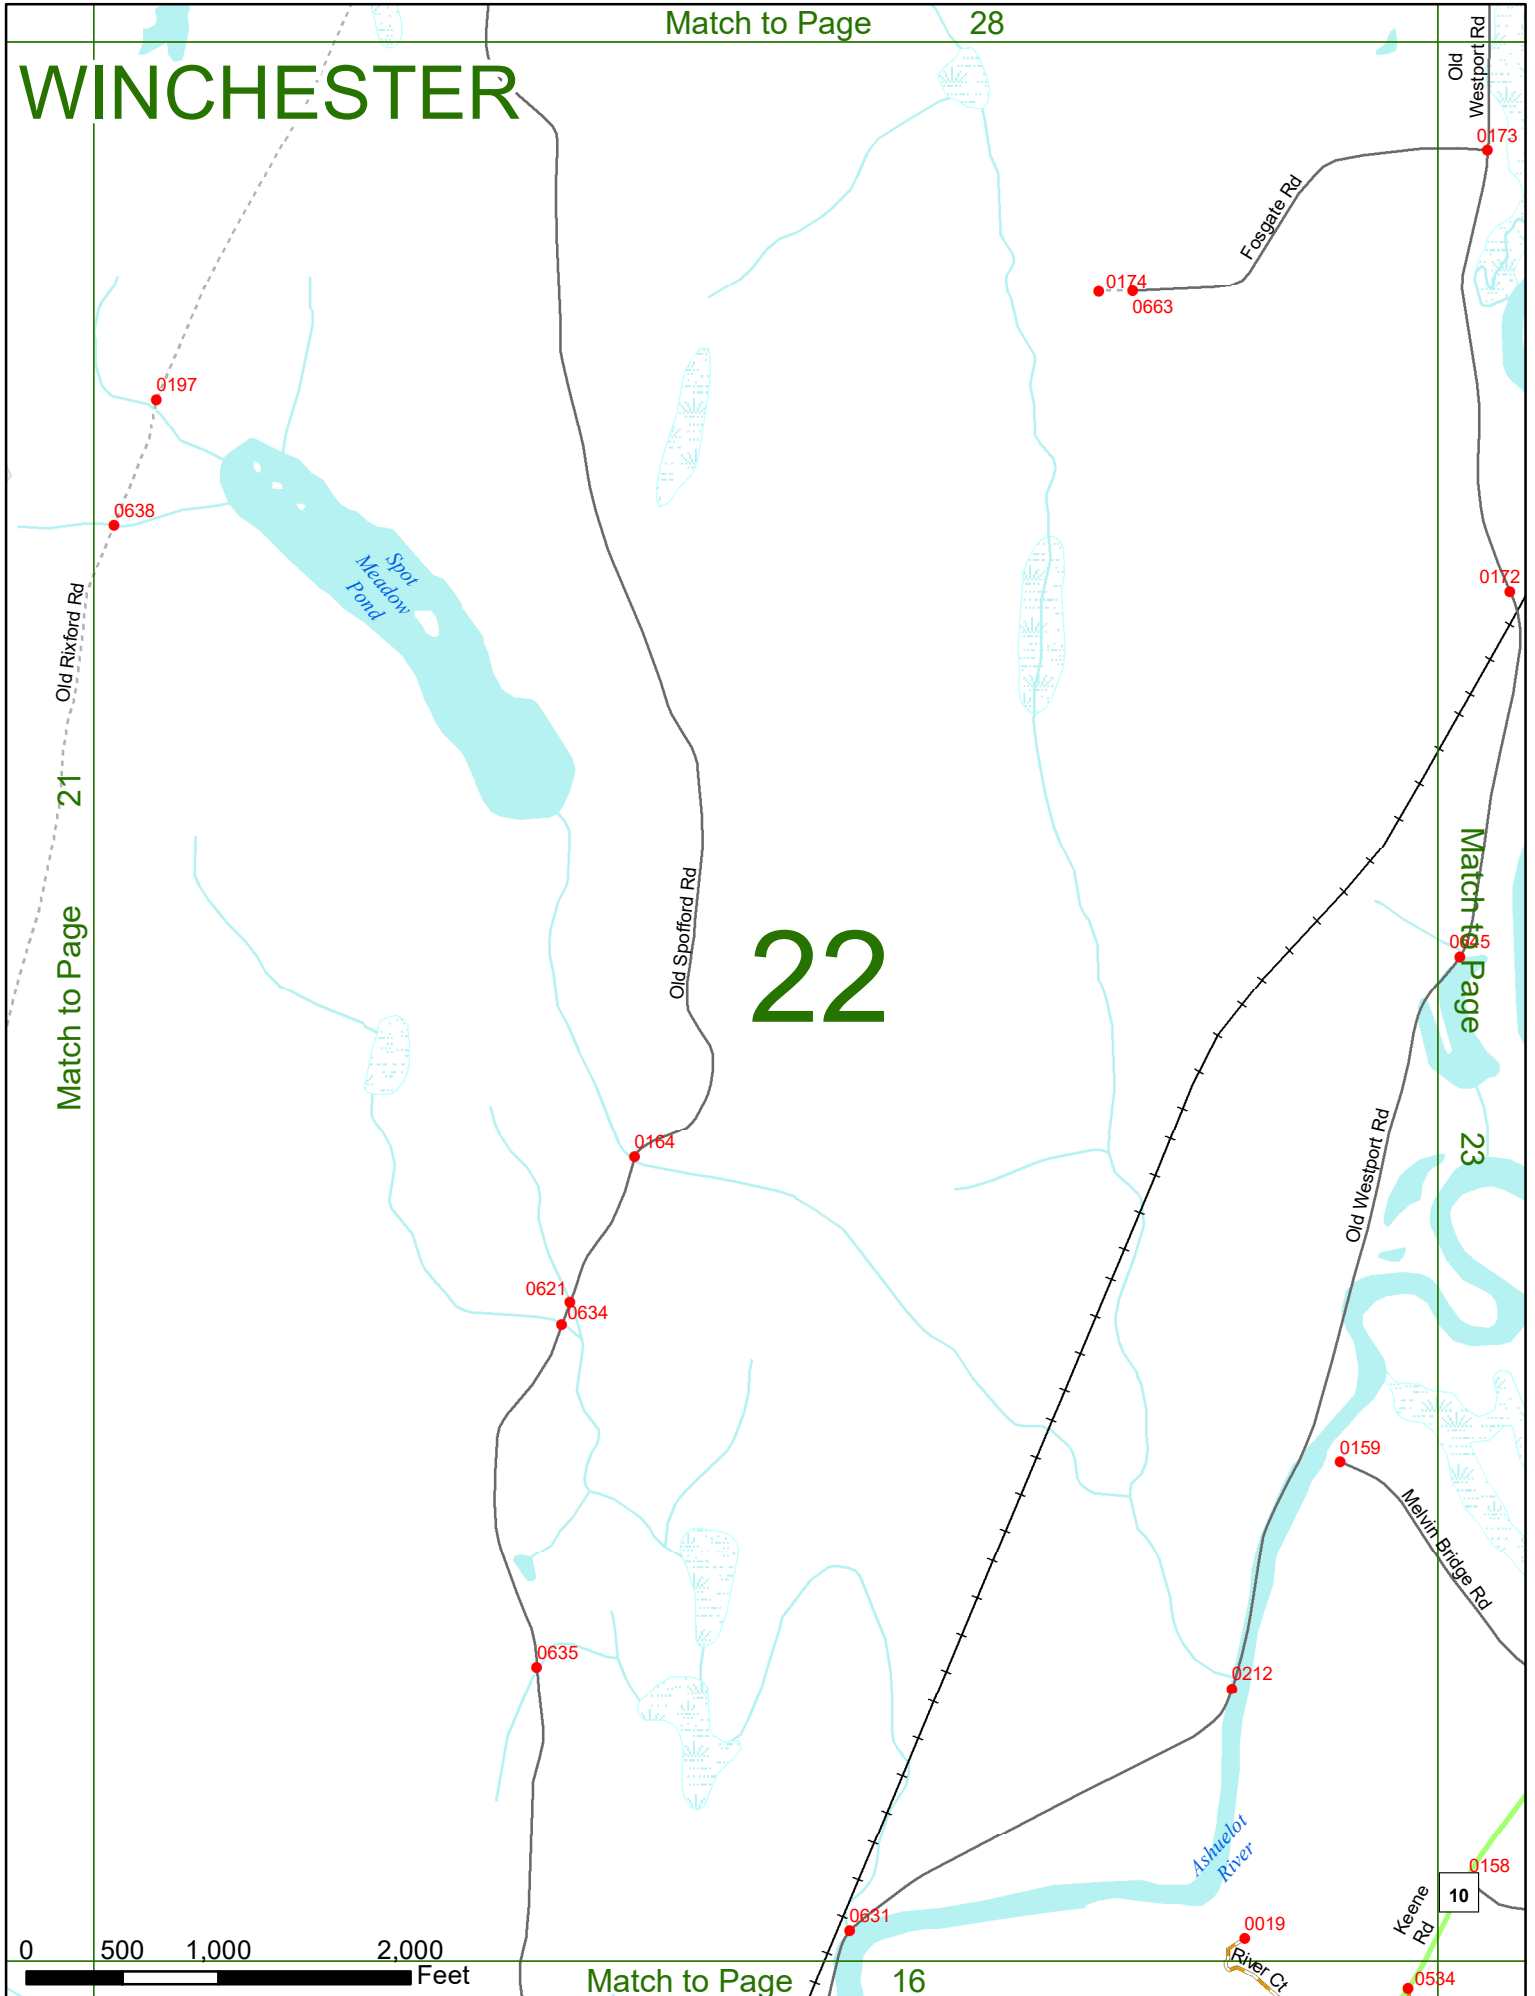 Match to Page 28
WINCHESTER
Old
Westport Rd
0173
Fosgate Rd
0174
0663
0197
0638
Spot
Meadow
Pond
0172
Old Rixford Rd
Match to Page 21
Old Spofford Rd
22
Match to Page 23
0645
0164
Old Westport Rd
0621
0634
0159
Melvin Bridge Rd
0635
0212
Ashuelot
River
0158
10
Keene
Rd
0631
0019
River Ct
0534
0 500 1,000 2,000
Feet
Match to Page 16